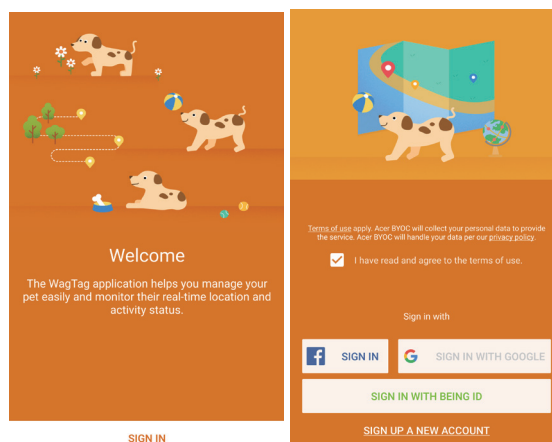 Welcome
The WagTag application helps you manage your
pet easily and monitor their real-time location and
activity status.
SIGN IN
Terms of use apply. Acer BYOC will collect your personal data to provide
the service. Acer BYOC will handle your data per our privacy policy.
I have read and agree to the terms of use.
Sign in with
f SIGN IN
G SIGN IN WITH GOOGLE
SIGN IN WITH BEING ID
SIGN UP A NEW ACCOUNT